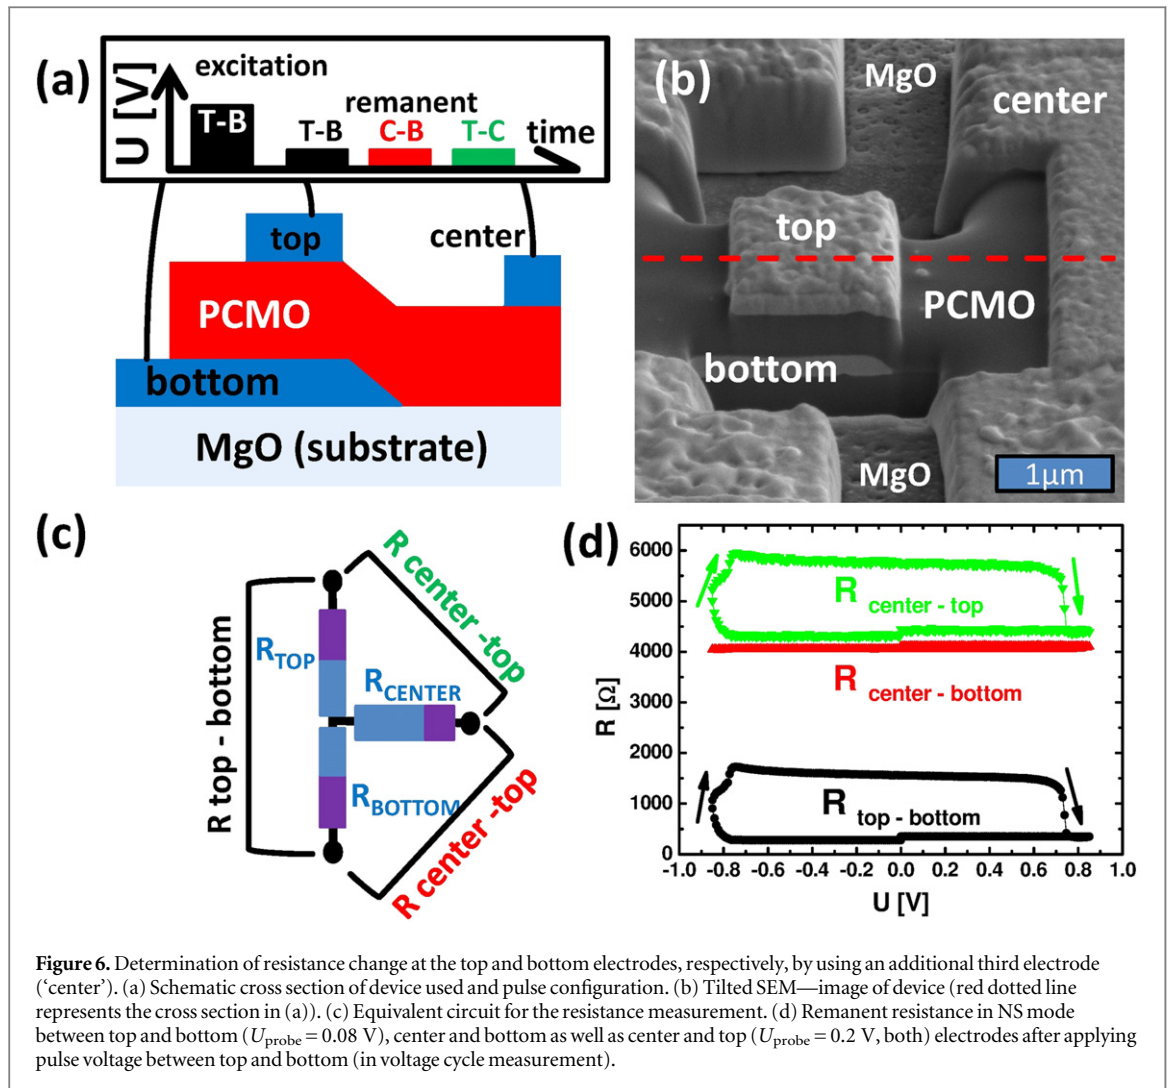 (a)
U [V]
excitation
T-B
remanent
T-B
C-B
T-C
time
top
center
PCMO
bottom
MgO (substrate)
(b)
MgO
center
top
PCMO
bottom
MgO
1µm
(c)
R top - bottom
R center -top
R_TOP
R_CENTER
R_BOTTOM
R center -top
(d)
R [Ω]
6000
5000
4000
3000
2000
1000
0
R center - top
R center - bottom
R top - bottom
-1.0 -0.8 -0.6 -0.4 -0.2 0.0 0.2 0.4 0.6 0.8 1.0
U [V]
Figure 6. Determination of resistance change at the top and bottom electrodes, respectively, by using an additional third electrode
(‘center’). (a) Schematic cross section of device used and pulse configuration. (b) Tilted SEM—image of device (red dotted line
represents the cross section in (a)). (c) Equivalent circuit for the resistance measurement. (d) Remanent resistance in NS mode
between top and bottom (U_probe = 0.08 V), center and bottom as well as center and top (U_probe = 0.2 V, both) electrodes after applying
pulse voltage between top and bottom (in voltage cycle measurement).